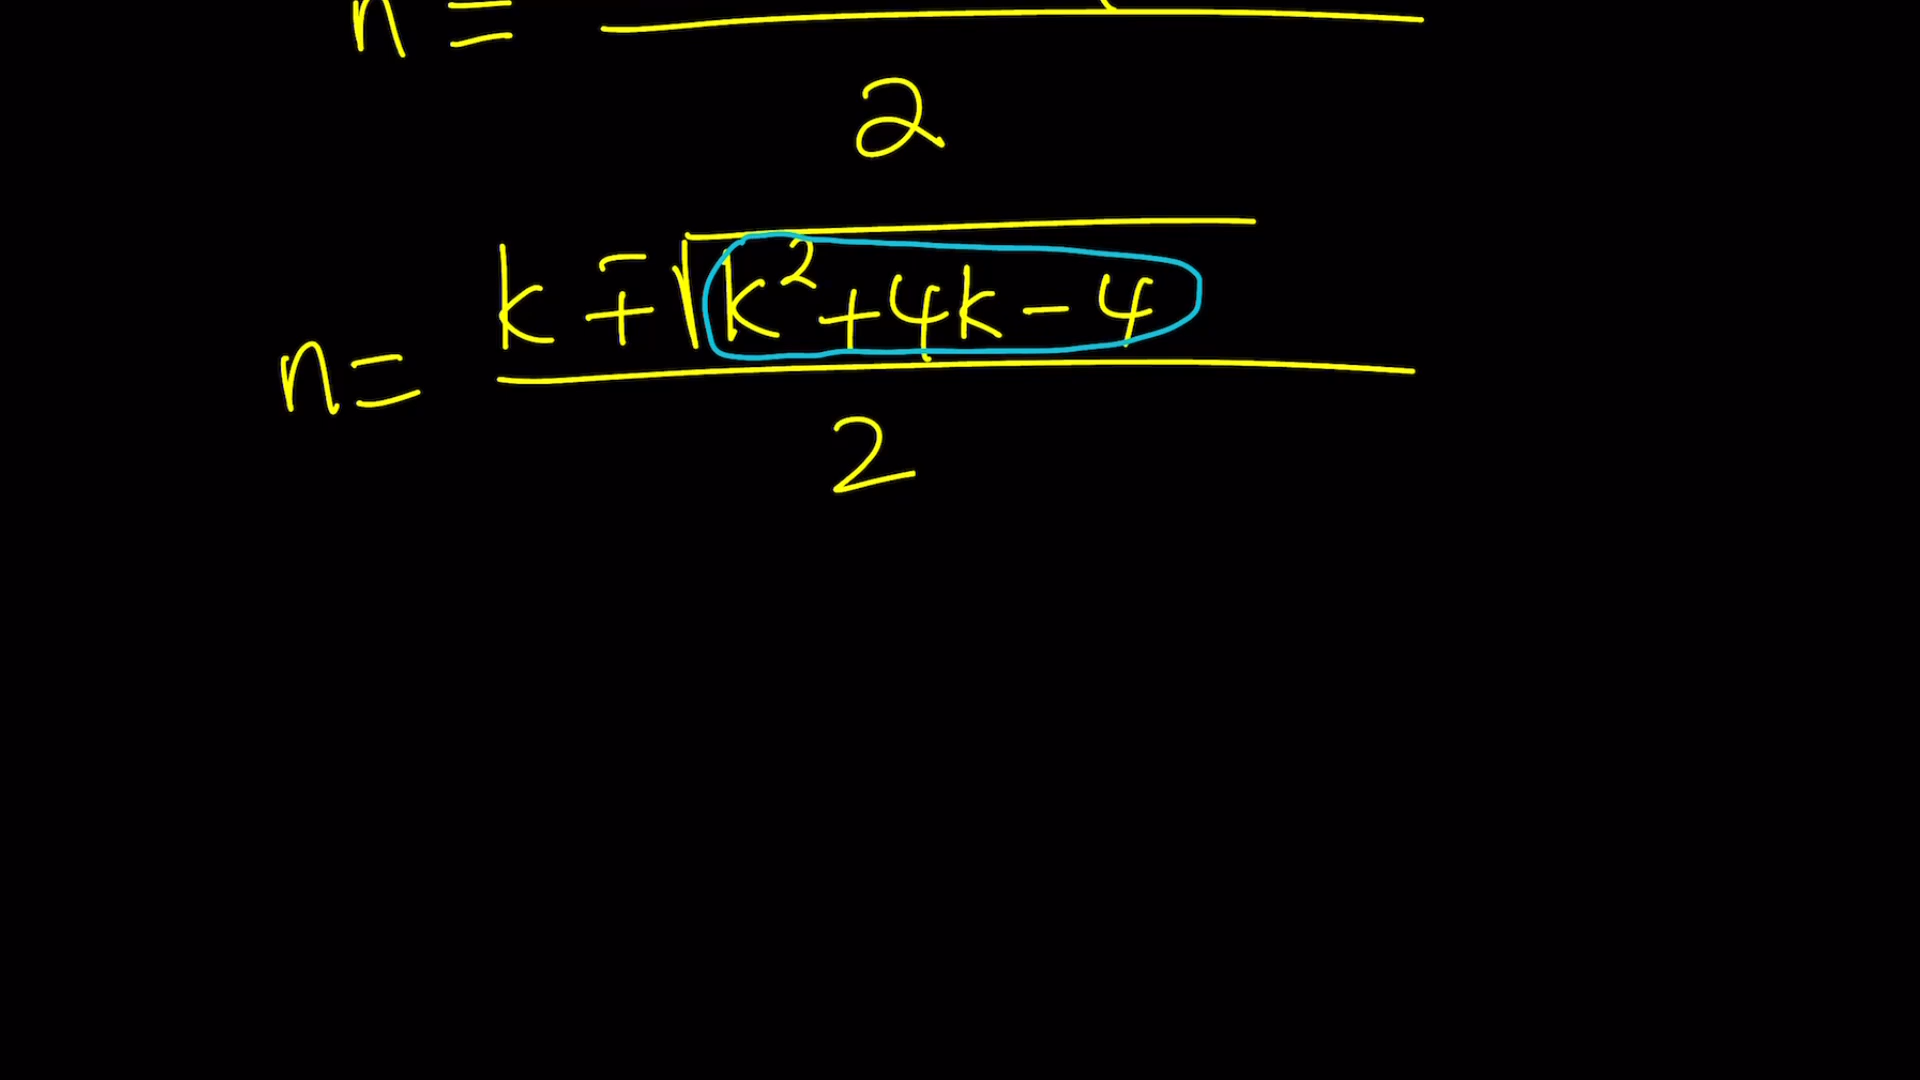 n =
2
n = k ∓ √k²+4k-4
2